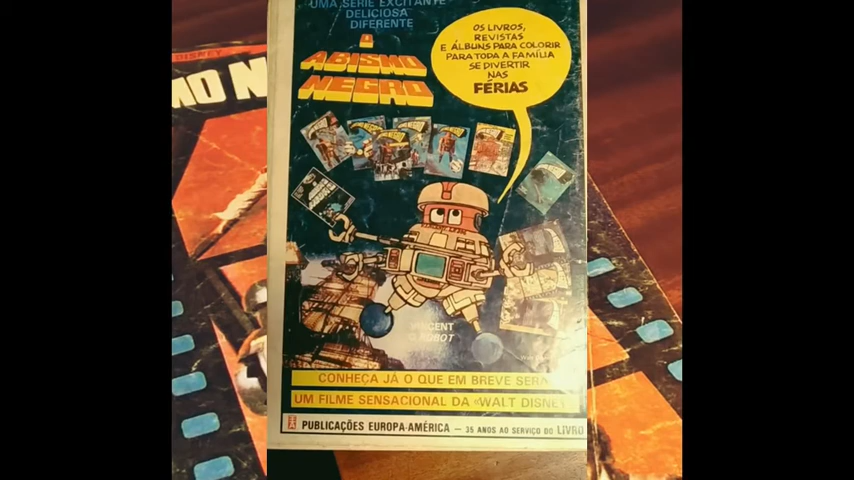 UMA SÉRIE EXCITANTE
DELICIOSA
DIFERENTE
O
ABISMO
NEGRO
OS LIVROS,
REVISTAS
E ÁLBUNS PARA COLORIR
PARA TODA A FAMÍLIA
SE DIVERTIR
NAS
FÉRIAS
DISNEY
MO N
VINCENT
O ROBOT
CONHEÇA JÁ O QUE EM BREVE SERÁ
UM FILME SENSACIONAL DA «WALT DISNEY
PUBLICAÇÕES EUROPA-AMÉRICA — 35 ANOS AO SERVIÇO DO LIVRO